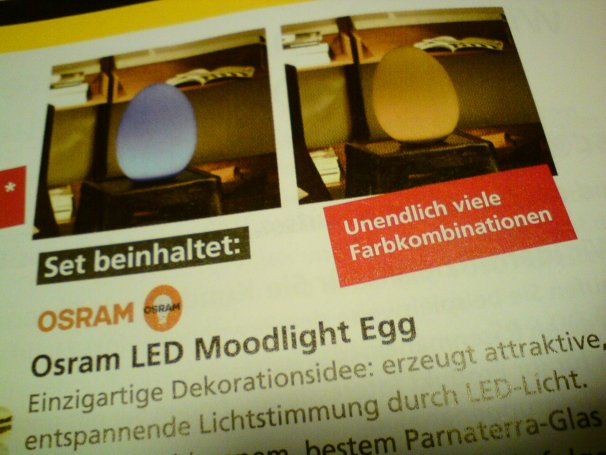 *
Unendlich viele
Farbkombinationen
Set beinhaltet:
OSRAM OSRAM
Osram LED Moodlight Egg
Einzigartige Dekorationsidee: erzeugt attraktive,
entspannende Lichtstimmung durch LED-Licht.
bestem Parnaterra-Glas